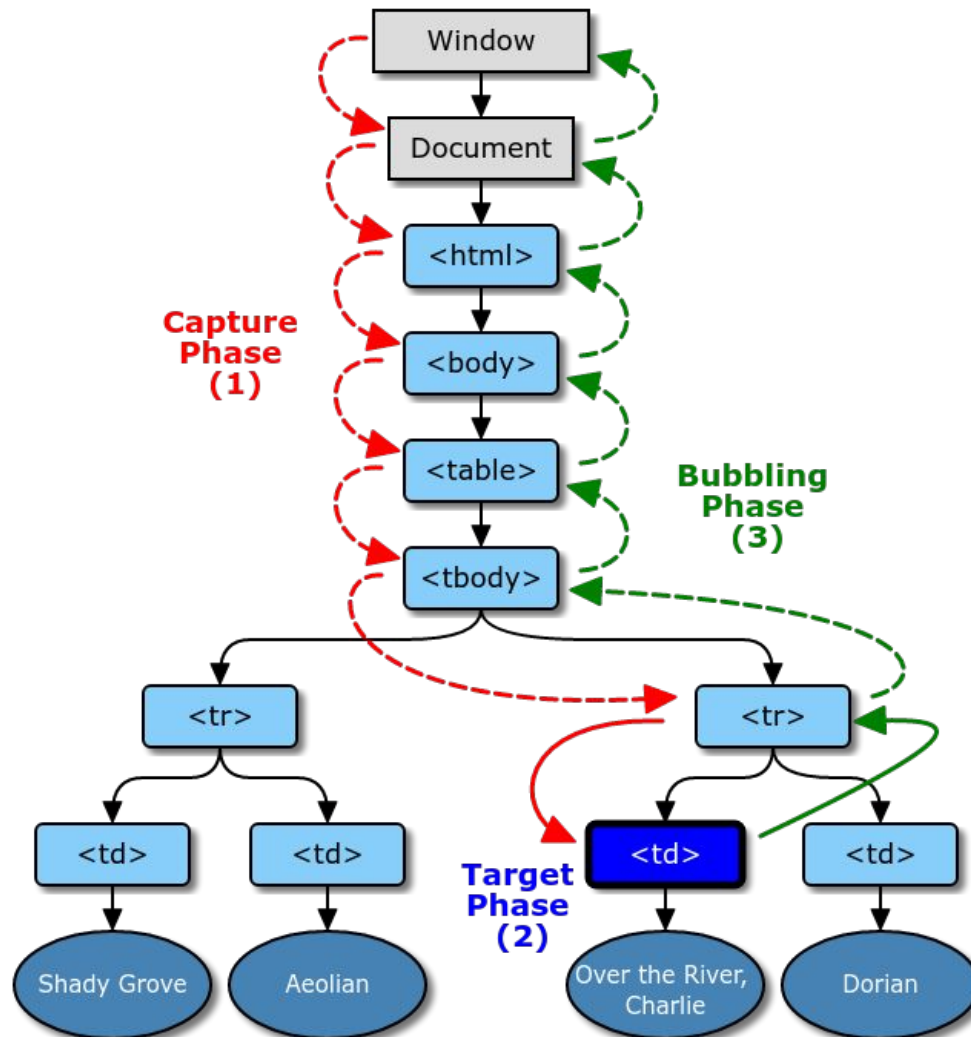 Window
Document
<html>
Capture
Phase
(1)
<body>
<table>
Bubbling
Phase
(3)
<tbody>
<tr>
<tr>
<td>
<td>
<td>
<td>
Target
Phase
(2)
Shady Grove
Aeolian
Over the River,
Charlie
Dorian